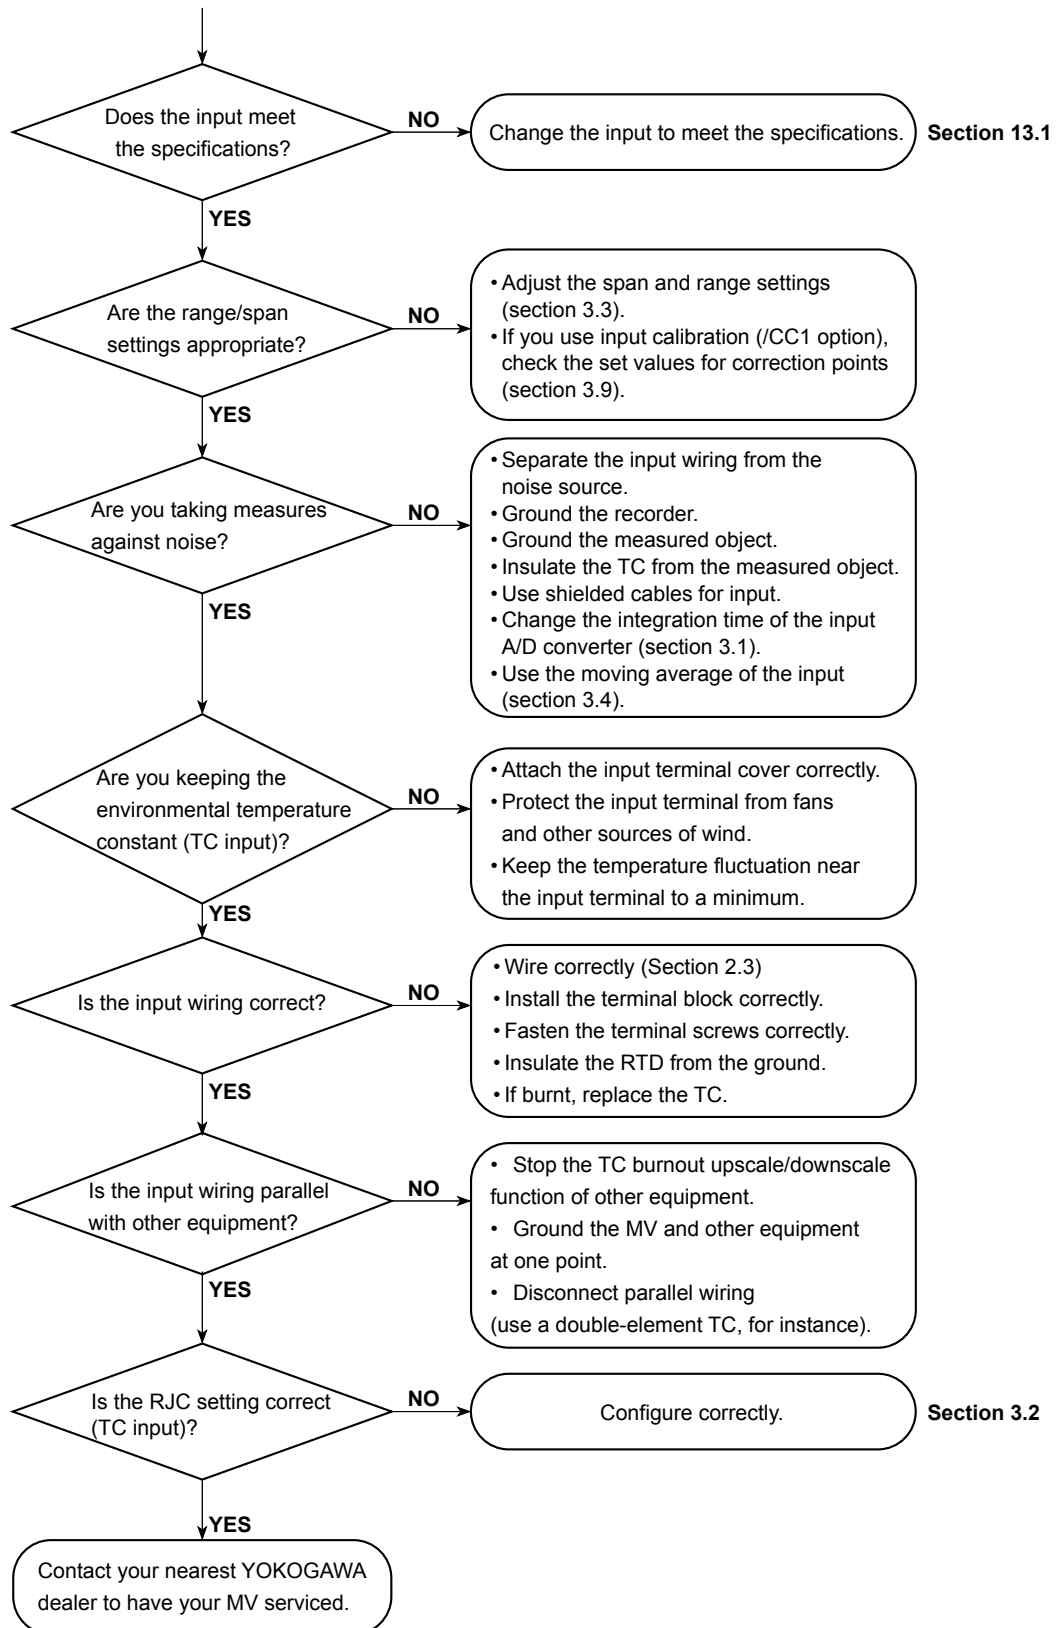 Does the input meet
the specifications?
NO
Change the input to meet the specifications.
Section 13.1
YES
Are the range/span
settings appropriate?
NO
• Adjust the span and range settings
(section 3.3).
• If you use input calibration (/CC1 option),
check the set values for correction points
(section 3.9).
YES
Are you taking measures
against noise?
NO
• Separate the input wiring from the
noise source.
• Ground the recorder.
• Ground the measured object.
• Insulate the TC from the measured object.
• Use shielded cables for input.
• Change the integration time of the input
A/D converter (section 3.1).
• Use the moving average of the input
(section 3.4).
YES
Are you keeping the
environmental temperature
constant (TC input)?
NO
• Attach the input terminal cover correctly.
• Protect the input terminal from fans
and other sources of wind.
• Keep the temperature fluctuation near
the input terminal to a minimum.
YES
Is the input wiring correct?
NO
• Wire correctly (Section 2.3)
• Install the terminal block correctly.
• Fasten the terminal screws correctly.
• Insulate the RTD from the ground.
• If burnt, replace the TC.
YES
Is the input wiring parallel
with other equipment?
NO
• Stop the TC burnout upscale/downscale
function of other equipment.
• Ground the MV and other equipment
at one point.
• Disconnect parallel wiring
(use a double-element TC, for instance).
YES
Is the RJC setting correct
(TC input)?
NO
Configure correctly.
Section 3.2
YES
Contact your nearest YOKOGAWA
dealer to have your MV serviced.